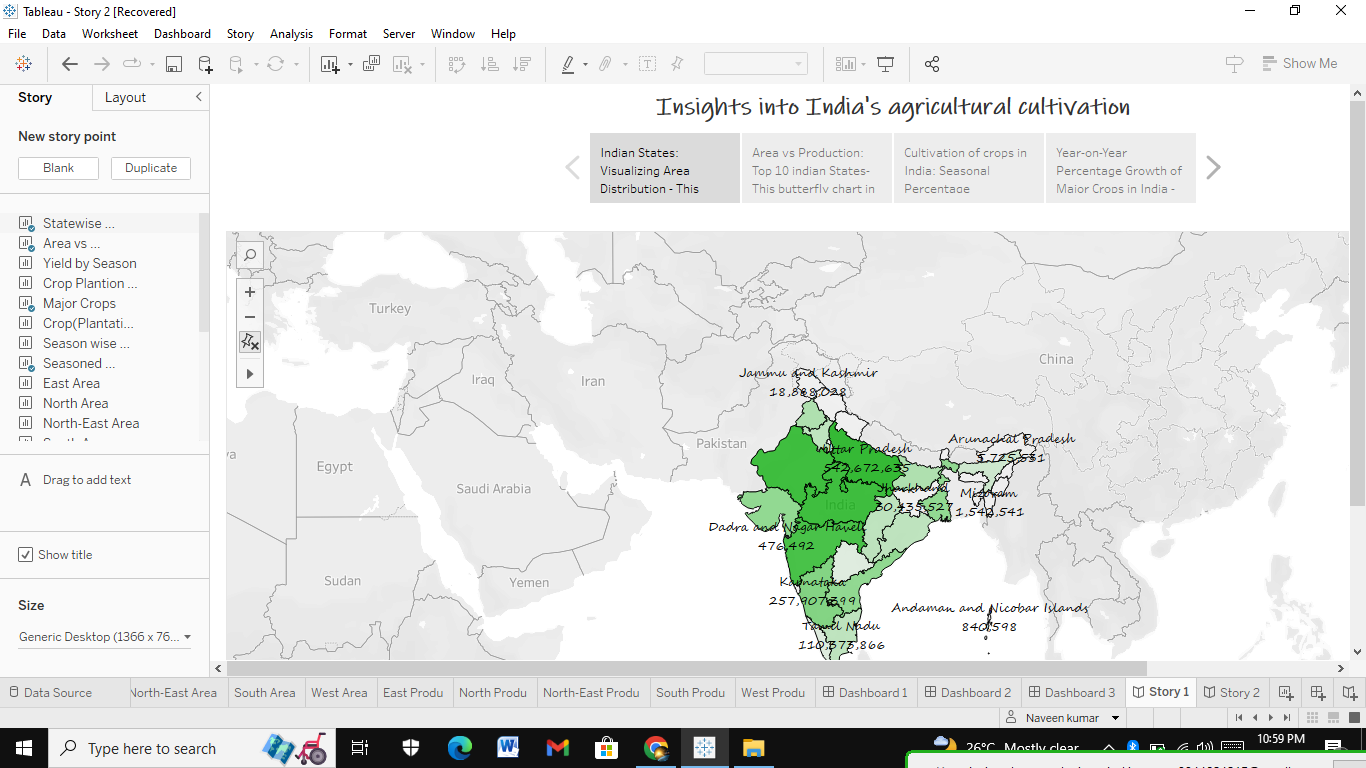 Tableau - Story 2 [Recovered]
File Data Worksheet Dashboard Story Analysis Format Server Window Help
Show Me
Story Layout
New story point
Blank Duplicate
Statewise ...
Area vs ...
Yield by Season
Crop Plantion ...
Major Crops
Crop(Plantati...
Season wise ...
Seasoned ...
East Area
North Area
North-East Area
Drag to add text
Show title
Size
Generic Desktop (1366 x 76...
Insights into India's agricultural cultivation
Indian States:
Visualizing Area
Distribution - This
Area vs Production:
Top 10 indian States-
This butterfly chart in
Cultivation of crops in
India: Seasonal
Percentage
Year-on-Year
Percentage Growth of
Major Crops in India -
Turkey
China
Iraq
Iran
Jammu and Kashmir
18,868,028
Pakistan
Arunachal Pradesh
Uttar Pradesh
542,672,635
Egypt
Saudi Arabia
Jharkhand
30,435,527
Mizoram
1,542,541
India
Dadra and Nagar Haveli
476,492
Sudan
Yemen
Karnataka
Andaman and Nicobar Islands
840,598
Tamil Nadu
110,573,866
Data Source North-East Area South Area West Area East Produ North Produ North-East Produ South Produ West Produ Dashboard 1 Dashboard 2 Dashboard 3 Story 1 Story 2
Naveen kumar
Type here to search
26°C Mostly clear
10:59 PM